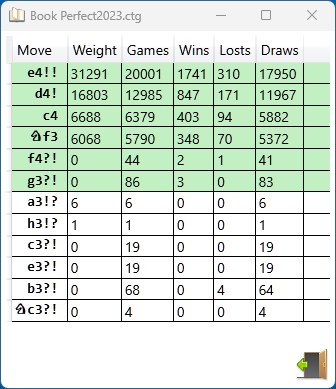 Book Perfect2023.ctg
Move Weight Games Wins Losts Draws
e4!! 31291 20001 1741 310 17950
d4! 16803 12985 847 171 11967
c4 6688 6379 403 94 5882
♘f3 6068 5790 348 70 5372
f4?! 0 44 2 1 41
g3?! 0 86 3 0 83
a3!? 6 6 0 0 6
h3!? 1 1 0 0 1
c3?! 0 19 0 0 19
e3?! 0 19 0 0 19
b3?! 0 68 0 4 64
♘c3?! 0 4 0 0 4